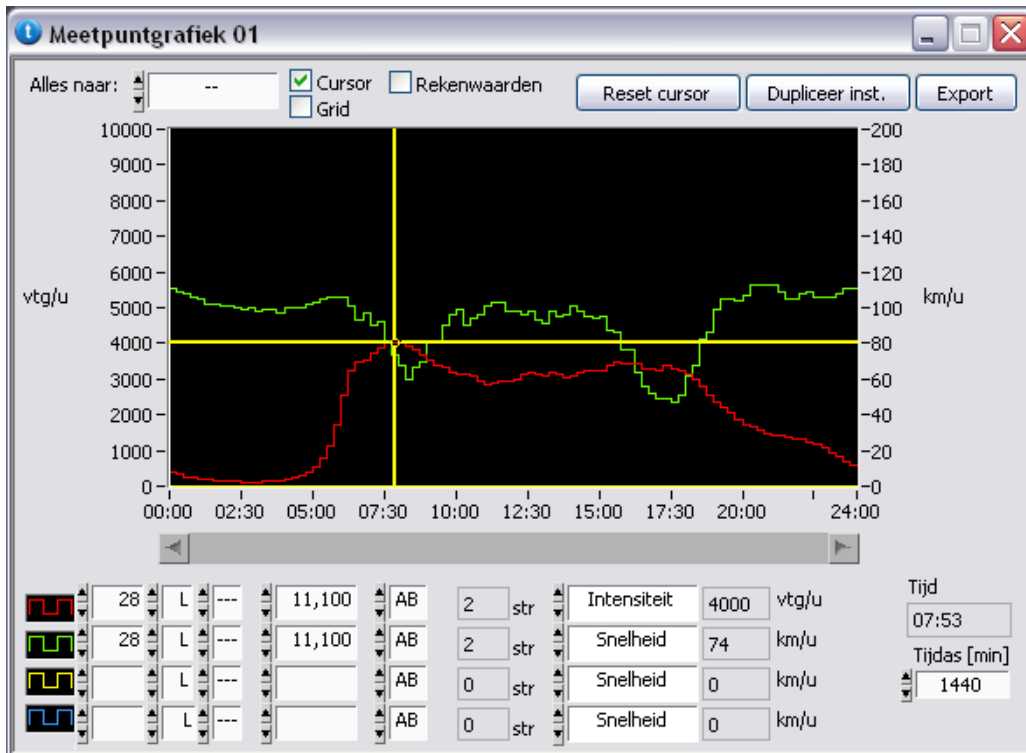 Meetpuntgrafiek 01
Alles naar: -- Cursor Rekenwaarden Reset cursor Dupliceer inst. Export
Grid
10000 200
9000 180
8000 160
7000 140
6000 120
vtg/u km/u
5000 100
4000 80
3000 60
2000 40
1000 20
0 0
00:00 02:30 05:00 07:30 10:00 12:30 15:00 17:30 20:00 24:00
Tijd
28 L --- 11,100 AB 2 str Intensiteit 4000 vtg/u
07:53
28 L --- 11,100 AB 2 str Snelheid 74 km/u
Tijdas [min]
L --- AB 0 str Snelheid 0 km/u
1440
L --- AB 0 str Snelheid 0 km/u